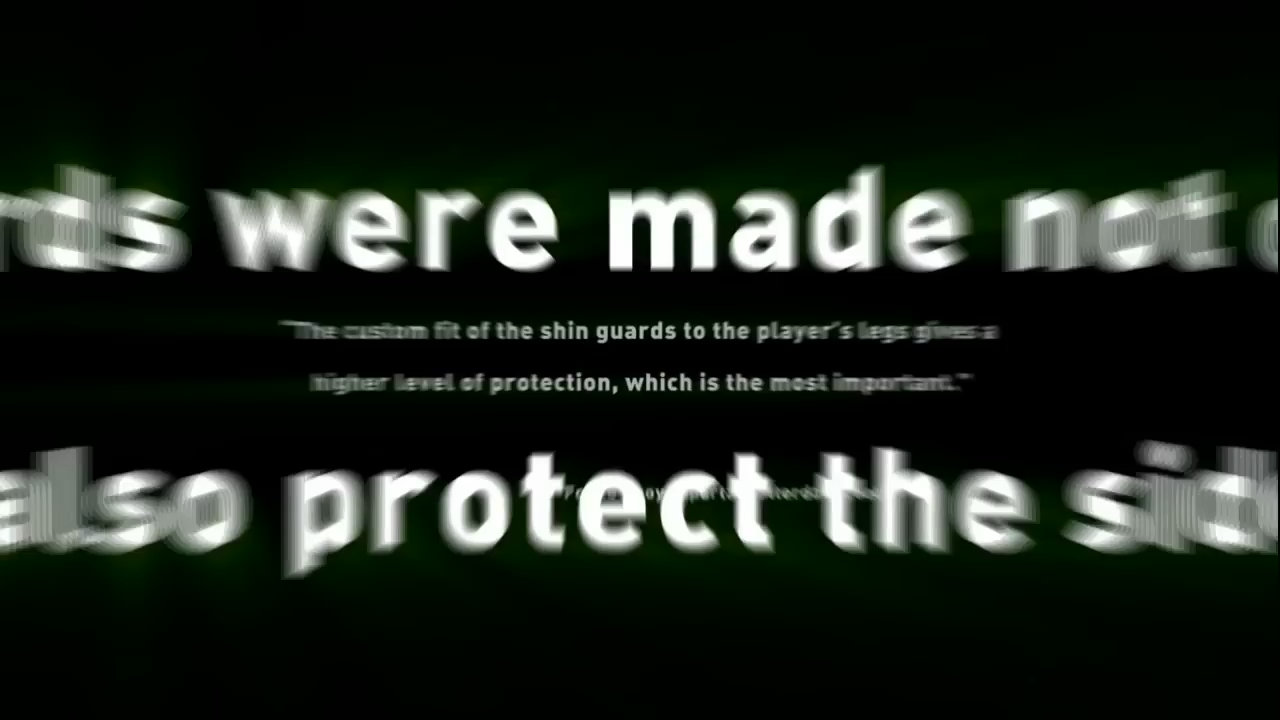 were made not
"The custom fit of the shin guards to the player's legs gives a
higher level of protection, which is the most important."
also protect the